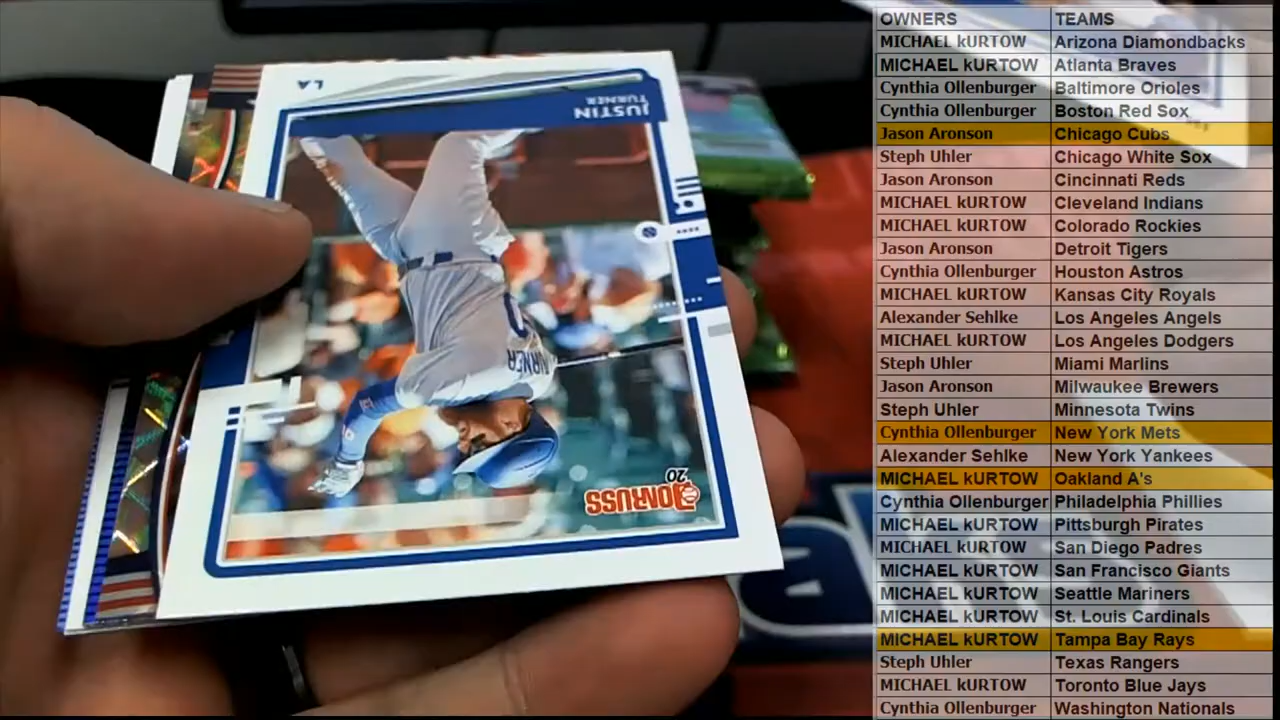 OWNERS TEAMS
MICHAEL kURTOW Arizona Diamondbacks
MICHAEL kURTOW Atlanta Braves
Cynthia Ollenburger Baltimore Orioles
Cynthia Ollenburger Boston Red Sox
Jason Aronson Chicago Cubs
Steph Uhler Chicago White Sox
Jason Aronson Cincinnati Reds
MICHAEL kURTOW Cleveland Indians
MICHAEL kURTOW Colorado Rockies
Jason Aronson Detroit Tigers
Cynthia Ollenburger Houston Astros
MICHAEL kURTOW Kansas City Royals
Alexander Sehlke Los Angeles Angels
MICHAEL kURTOW Los Angeles Dodgers
Steph Uhler Miami Marlins
Jason Aronson Milwaukee Brewers
Steph Uhler Minnesota Twins
Cynthia Ollenburger New York Mets
Alexander Sehlke New York Yankees
MICHAEL kURTOW Oakland A's
Cynthia Ollenburger Philadelphia Phillies
MICHAEL kURTOW Pittsburgh Pirates
MICHAEL kURTOW San Diego Padres
MICHAEL kURTOW San Francisco Giants
MICHAEL kURTOW Seattle Mariners
MICHAEL kURTOW St. Louis Cardinals
MICHAEL kURTOW Tampa Bay Rays
Steph Uhler Texas Rangers
MICHAEL kURTOW Toronto Blue Jays
Cynthia Ollenburger Washington Nationals
LA
JUSTIN
TURNER
TURNER
20
DONRUSS